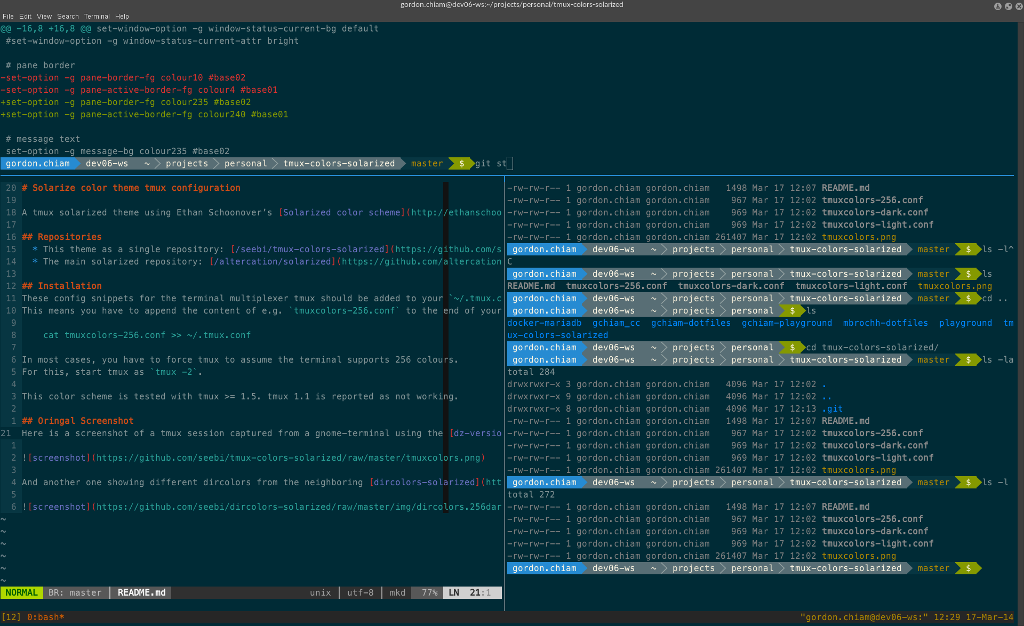 gordon.chiam@dev06-ws:~/projects/personal/tmux-colors-solarized
File Edit View Search Terminal Help
@@ -16,8 +16,8 @@ set-window-option -g window-status-current-bg default
 #set-window-option -g window-status-current-attr bright

 # pane border
-set-option -g pane-border-fg colour10 #base02
-set-option -g pane-active-border-fg colour4 #base01
+set-option -g pane-border-fg colour235 #base02
+set-option -g pane-active-border-fg colour240 #base01

 # message text
 set-option -g message-bg colour235 #base02
gordon.chiam dev06-ws ~ projects personal tmux-colors-solarized master $ git st
20 # Solarize color theme tmux configuration
19
18 A tmux solarized theme using Ethan Schoonover's [Solarized color scheme](http://ethanschoo
17
16 ## Repositories
15   * This theme as a single repository: [/seebi/tmux-colors-solarized](https://github.com/s
14   * The main solarized repository: [/altercation/solarized](https://github.com/altercation
13
12 ## Installation
11 These config snippets for the terminal multiplexer tmux should be added to your `~/.tmux.c
10 This means you have to append the content of e.g. `tmuxcolors-256.conf` to the end of your
9
8     cat tmuxcolors-256.conf >> ~/.tmux.conf
7
6 In most cases, you have to force tmux to assume the terminal supports 256 colours.
5 For this, start tmux as `tmux -2`.
4
3 This color scheme is tested with tmux >= 1.5. tmux 1.1 is reported as not working.
2
1 ## Oringal Screenshot
21 Here is a screenshot of a tmux session captured from a gnome-terminal using the [dz-versio
1
2 ![screenshot](https://github.com/seebi/tmux-colors-solarized/raw/master/tmuxcolors.png)
3
4 And another one showing different dircolors from the neighboring [dircolors-solarized](htt
5
6 ![screenshot](https://github.com/seebi/dircolors-solarized/raw/master/img/dircolors.256dar
~
~
~
~
~
~
NORMAL BR: master | README.md unix | utf-8 | mkd 77% LN 21:1
-rw-rw-r-- 1 gordon.chiam gordon.chiam   1498 Mar 17 12:07 README.md
-rw-rw-r-- 1 gordon.chiam gordon.chiam    967 Mar 17 12:02 tmuxcolors-256.conf
-rw-rw-r-- 1 gordon.chiam gordon.chiam    969 Mar 17 12:02 tmuxcolors-dark.conf
-rw-rw-r-- 1 gordon.chiam gordon.chiam    969 Mar 17 12:02 tmuxcolors-light.conf
-rw-rw-r-- 1 gordon.chiam gordon.chiam 261407 Mar 17 12:02 tmuxcolors.png
gordon.chiam dev06-ws ~ projects personal tmux-colors-solarized master $ ls -l^
C
gordon.chiam dev06-ws ~ projects personal tmux-colors-solarized master $ ls
README.md  tmuxcolors-256.conf  tmuxcolors-dark.conf  tmuxcolors-light.conf  tmuxcolors.png
gordon.chiam dev06-ws ~ projects personal tmux-colors-solarized master $ cd ..
gordon.chiam dev06-ws ~ projects personal $ ls
docker-mariadb  gchiam_cc  gchiam-dotfiles  gchiam-playground  mbrochh-dotfiles  playground  tm
ux-colors-solarized
gordon.chiam dev06-ws ~ projects personal $ cd tmux-colors-solarized/
gordon.chiam dev06-ws ~ projects personal tmux-colors-solarized master $ ls -la
total 284
drwxrwxr-x 3 gordon.chiam gordon.chiam   4096 Mar 17 12:02 .
drwxrwxr-x 9 gordon.chiam gordon.chiam   4096 Mar 17 12:02 ..
drwxrwxr-x 8 gordon.chiam gordon.chiam   4096 Mar 17 12:13 .git
-rw-rw-r-- 1 gordon.chiam gordon.chiam   1498 Mar 17 12:07 README.md
-rw-rw-r-- 1 gordon.chiam gordon.chiam    967 Mar 17 12:02 tmuxcolors-256.conf
-rw-rw-r-- 1 gordon.chiam gordon.chiam    969 Mar 17 12:02 tmuxcolors-dark.conf
-rw-rw-r-- 1 gordon.chiam gordon.chiam    969 Mar 17 12:02 tmuxcolors-light.conf
-rw-rw-r-- 1 gordon.chiam gordon.chiam 261407 Mar 17 12:02 tmuxcolors.png
gordon.chiam dev06-ws ~ projects personal tmux-colors-solarized master $ ls -l
total 272
-rw-rw-r-- 1 gordon.chiam gordon.chiam   1498 Mar 17 12:07 README.md
-rw-rw-r-- 1 gordon.chiam gordon.chiam    967 Mar 17 12:02 tmuxcolors-256.conf
-rw-rw-r-- 1 gordon.chiam gordon.chiam    969 Mar 17 12:02 tmuxcolors-dark.conf
-rw-rw-r-- 1 gordon.chiam gordon.chiam    969 Mar 17 12:02 tmuxcolors-light.conf
-rw-rw-r-- 1 gordon.chiam gordon.chiam 261407 Mar 17 12:02 tmuxcolors.png
gordon.chiam dev06-ws ~ projects personal tmux-colors-solarized master $
[12] 0:bash* "gordon.chiam@dev06-ws:" 12:29 17-Mar-14